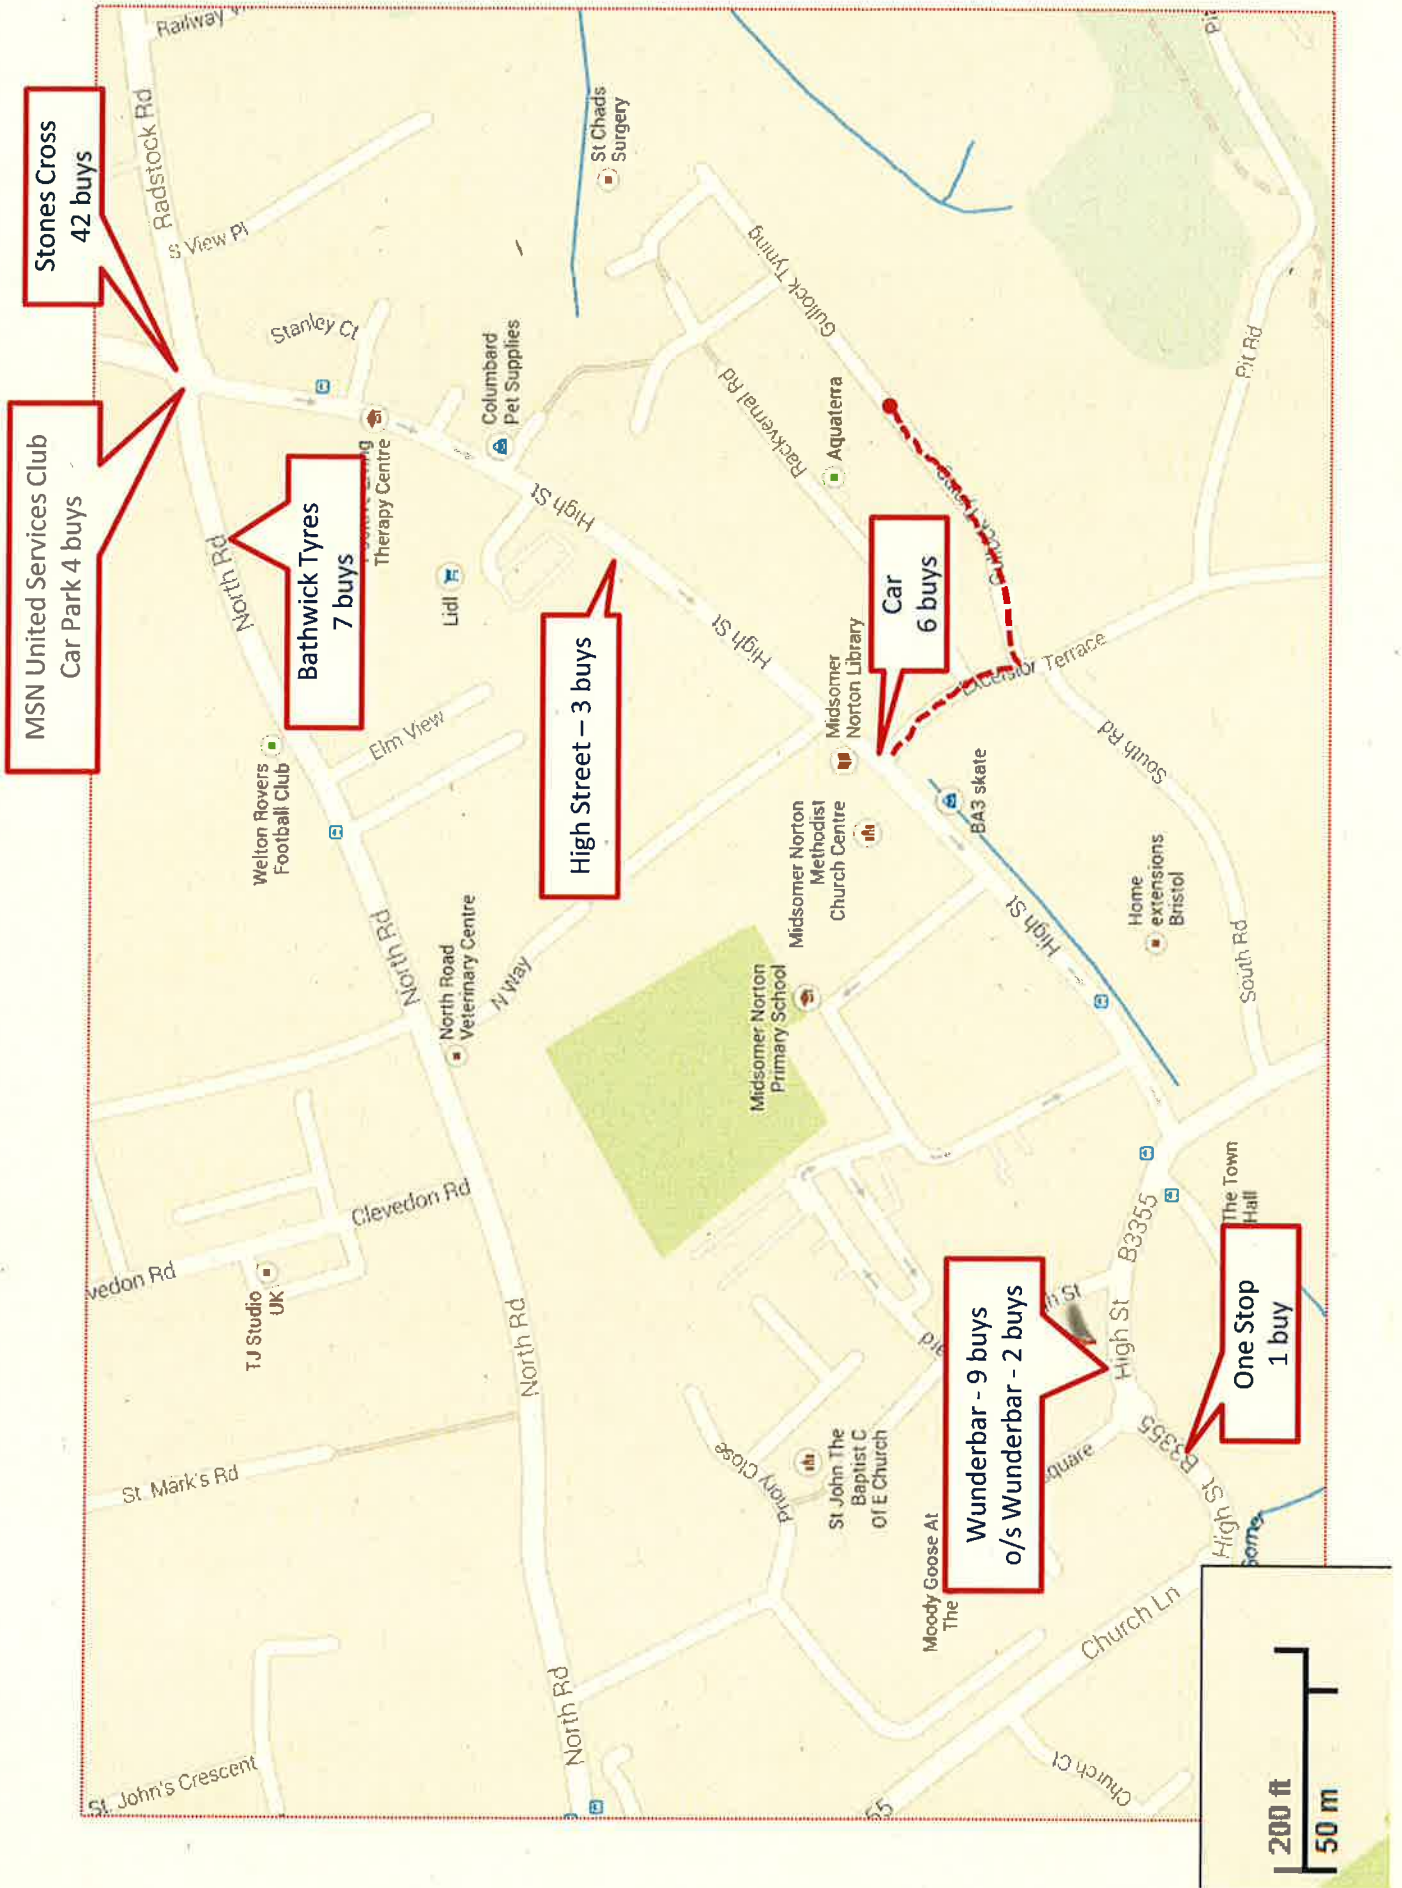 Stones Cross
42 buys
MSN United Services Club
Car Park 4 buys
Bathwick Tyres
7 buys
High Street – 3 buys
Car
6 buys
Wunderbar - 9 buys
o/s Wunderbar - 2 buys
One Stop
1 buy
Radstock Rd
S View Pl
Stanley Ct
St Chads
Surgery
Columbard
Pet Supplies
Therapy Centre
Lidl
High St
High St
High St
Gullock Tyning
Rackvernal Rd
Aquaterra
Pit Rd
Excelsior Terrace
Midsomer
Norton Library
BA3 skate
South Rd
South Rd
Home
extensions
Bristol
Midsomer Norton
Methodist
Church Centre
Midsomer Norton
Primary School
North Rd
Welton Rovers
Football Club
Elm View
North Rd
North Road
Veterinary Centre
N Way
Clevedon Rd
vedon Rd
TJ Studio
UK
North Rd
St. Mark's Rd
Priory Close
St John The
Baptist C
Of E Church
Moody Goose At
The
quare
High St
B3355
The Town
Hall
B3355
High St
some
Church Ln
Church Ct
North Rd
St. John's Crescent
55
200 ft
50 m